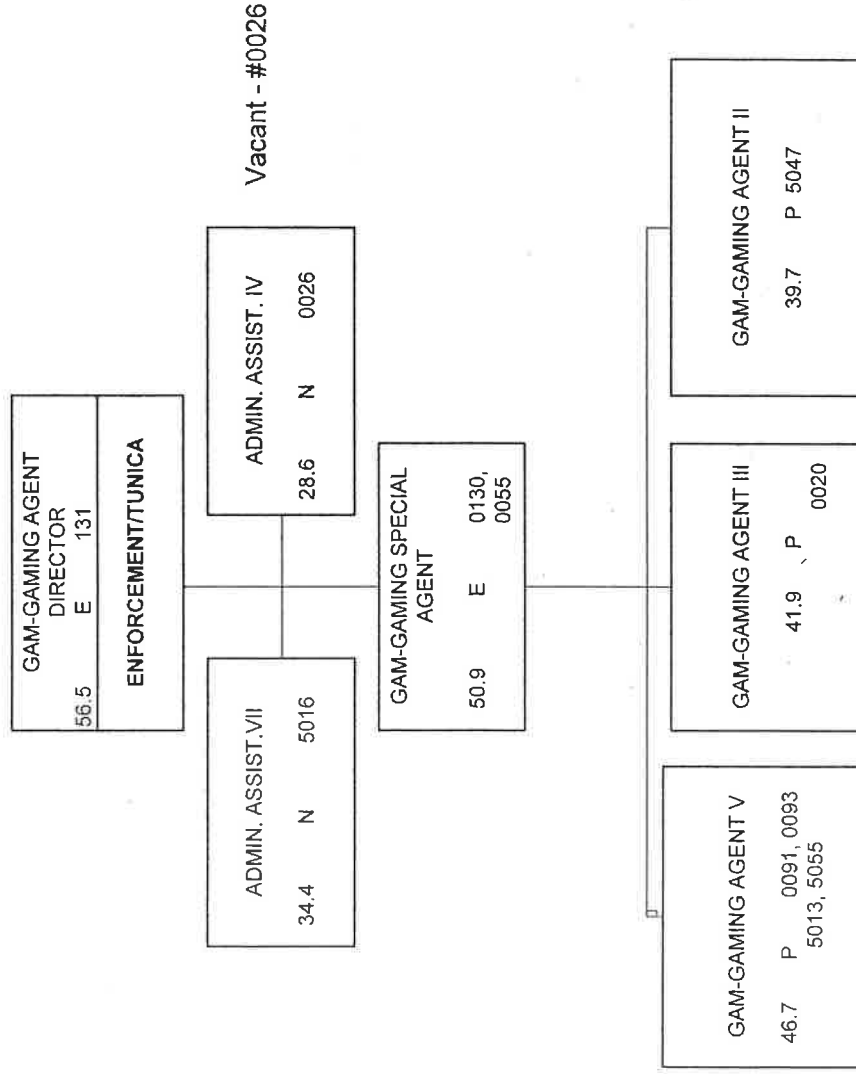 GAM-GAMING AGENT
DIRECTOR
56.5 E 131
ENFORCEMENT/TUNICA
ADMIN. ASSIST.VII
34.4 N 5016
ADMIN. ASSIST. IV
28.6 N 0026
Vacant - #0026
GAM-GAMING SPECIAL
AGENT
50.9 E 0130,
0055
GAM-GAMING AGENT V
46.7 P 0091, 0093
5013, 5055
GAM-GAMING AGENT III
41.9 P
0020
GAM-GAMING AGENT II
39.7 P 5047